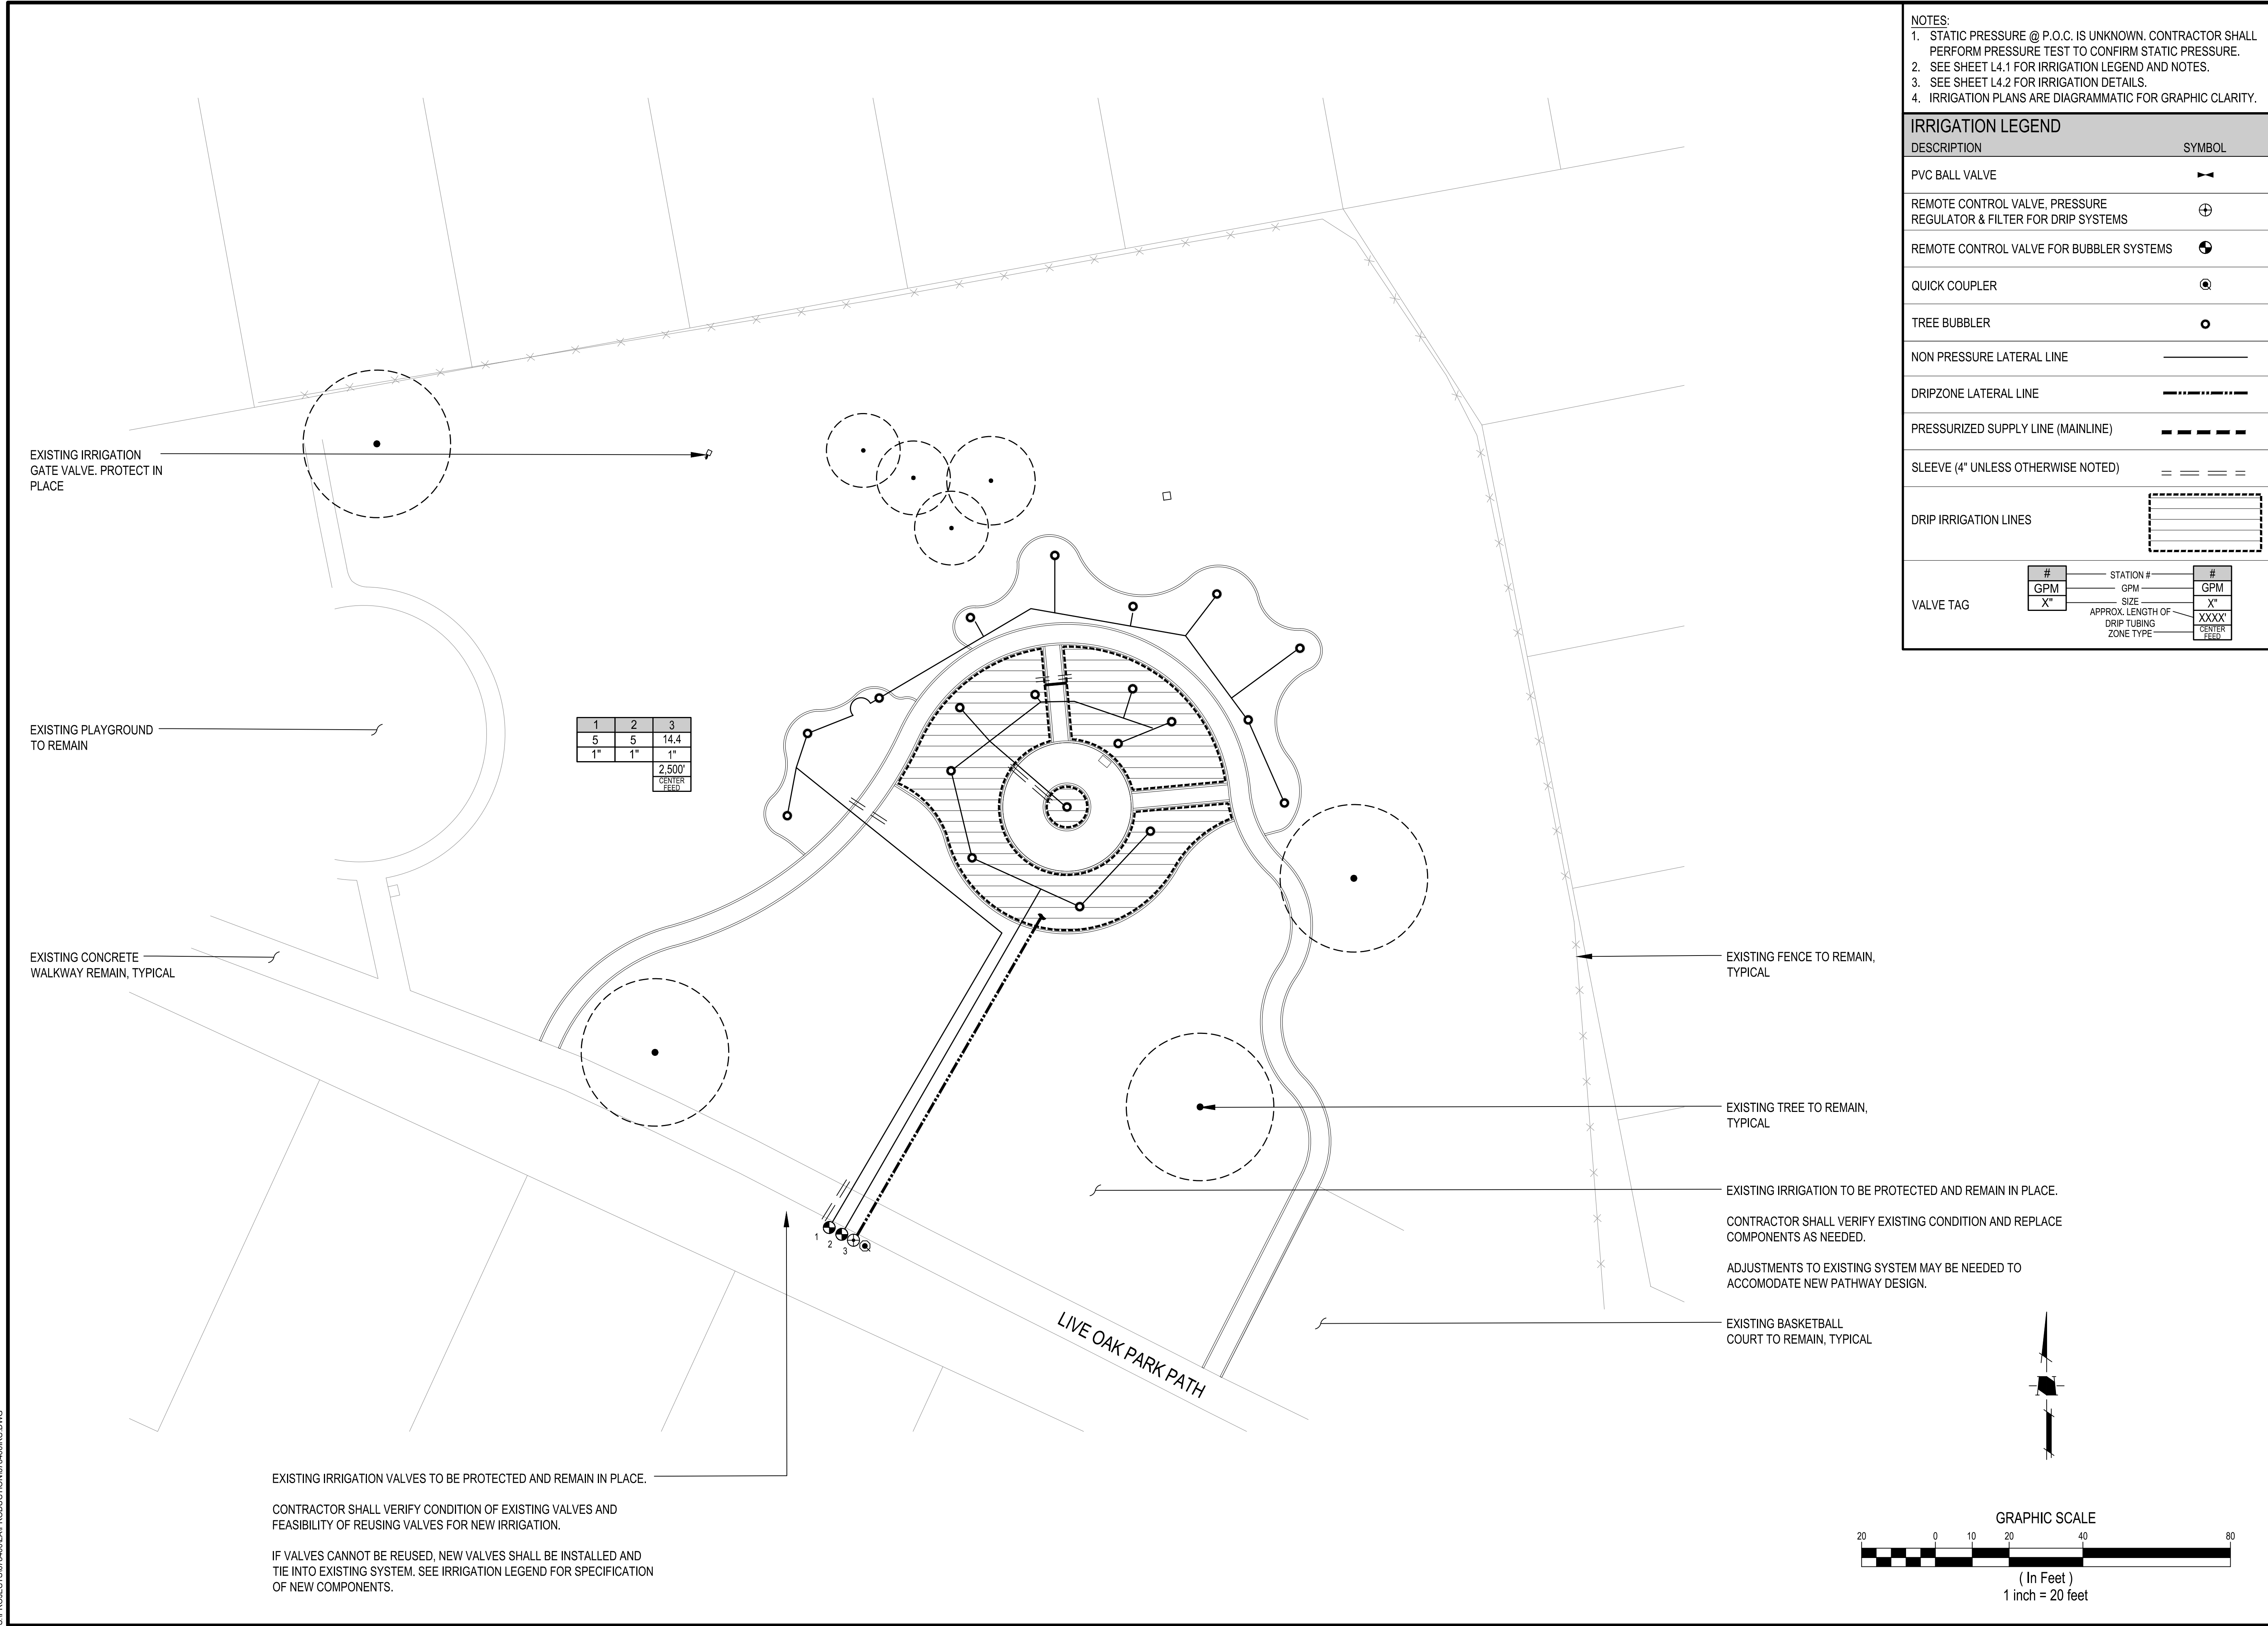 NOTES:
1. STATIC PRESSURE @ P.O.C. IS UNKNOWN. CONTRACTOR SHALL
PERFORM PRESSURE TEST TO CONFIRM STATIC PRESSURE.
2. SEE SHEET L4.1 FOR IRRIGATION LEGEND AND NOTES.
3. SEE SHEET L4.2 FOR IRRIGATION DETAILS.
4. IRRIGATION PLANS ARE DIAGRAMMATIC FOR GRAPHIC CLARITY.
IRRIGATION LEGEND
DESCRIPTION SYMBOL
PVC BALL VALVE
REMOTE CONTROL VALVE, PRESSURE
REGULATOR & FILTER FOR DRIP SYSTEMS
REMOTE CONTROL VALVE FOR BUBBLER SYSTEMS
QUICK COUPLER
TREE BUBBLER
NON PRESSURE LATERAL LINE
DRIPZONE LATERAL LINE
PRESSURIZED SUPPLY LINE (MAINLINE)
SLEEVE (4" UNLESS OTHERWISE NOTED)
DRIP IRRIGATION LINES
VALVE TAG
# STATION # #
GPM GPM GPM
X" SIZE X"
APPROX. LENGTH OF
DRIP TUBING
XXXX'
ZONE TYPE
CENTER
FEED
EXISTING IRRIGATION
GATE VALVE. PROTECT IN
PLACE
EXISTING PLAYGROUND
TO REMAIN
1 2 3
5 5 14.4
1" 1" 1"
2,500'
CENTER
FEED
EXISTING CONCRETE
WALKWAY REMAIN, TYPICAL
EXISTING FENCE TO REMAIN,
TYPICAL
EXISTING TREE TO REMAIN,
TYPICAL
EXISTING IRRIGATION TO BE PROTECTED AND REMAIN IN PLACE.
CONTRACTOR SHALL VERIFY EXISTING CONDITION AND REPLACE
COMPONENTS AS NEEDED.
ADJUSTMENTS TO EXISTING SYSTEM MAY BE NEEDED TO
ACCOMODATE NEW PATHWAY DESIGN.
EXISTING BASKETBALL
COURT TO REMAIN, TYPICAL
1
2
3
LIVE OAK PARK PATH
EXISTING IRRIGATION VALVES TO BE PROTECTED AND REMAIN IN PLACE.
CONTRACTOR SHALL VERIFY CONDITION OF EXISTING VALVES AND
FEASIBILITY OF REUSING VALVES FOR NEW IRRIGATION.
IF VALVES CANNOT BE REUSED, NEW VALVES SHALL BE INSTALLED AND
TIE INTO EXISTING SYSTEM. SEE IRRIGATION LEGEND FOR SPECIFICATION
OF NEW COMPONENTS.
GRAPHIC SCALE
20 0 10 20 40 80
( In Feet )
1 inch = 20 feet